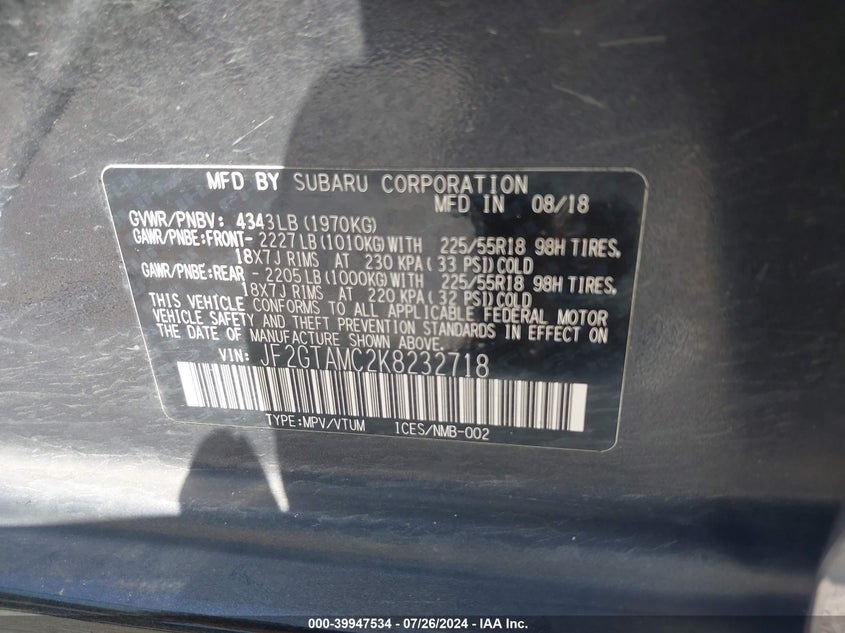 MFD BY SUBARU CORPORATION
MFD IN 08/18
GVWR/PNBV: 4343LB(1970KG)
GAWR/PNBE:FRONT- 2227LB(1010KG)WITH 225/55R18 98H TIRES,
18X7J RIMS AT 230 KPA( 33 PSI)COLD
GAWR/PNBE:REAR - 2205LB(1000KG)WITH 225/55R18 98H TIRES,
18X7J RIMS AT 220 KPA( 32 PSI)COLD
THIS VEHICLE CONFORMS TO ALL APPLICABLE FEDERAL MOTOR
VEHICLE SAFETY AND THEFT PREVENTION STANDARDS IN EFFECT ON
THE DATE OF MANUFACTURE SHOWN ABOVE.
VIN: JF2GTAMC2K8232718
TYPE:MPV/VTUM ICES/NMB-002
000-39947534 - 07/26/2024 - © IAA, Inc.